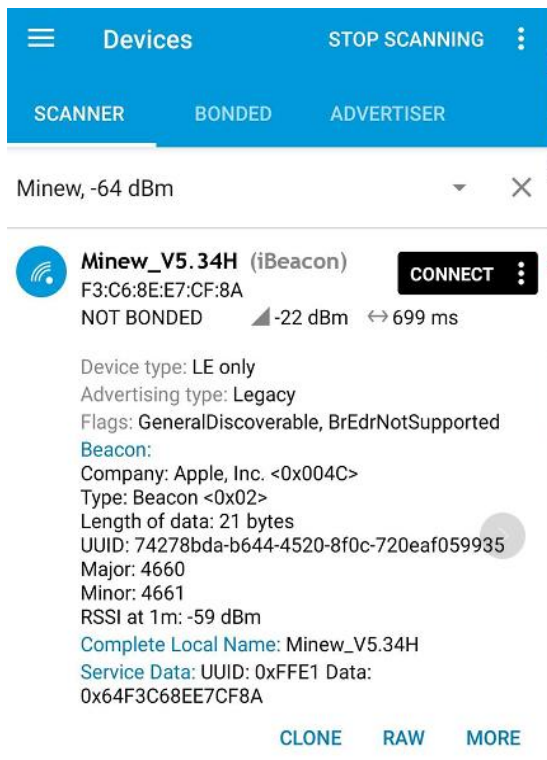 Devices STOP SCANNING
SCANNER BONDED ADVERTISER
Minew, -64 dBm
Minew_V5.34H (iBeacon)
CONNECT
F3:C6:8E:E7:CF:8A
NOT BONDED -22 dBm 699 ms
Device type: LE only
Advertising type: Legacy
Flags: GeneralDiscoverable, BrEdrNotSupported
Beacon:
Company: Apple, Inc. <0x004C>
Type: Beacon <0x02>
Length of data: 21 bytes
UUID: 74278bda-b644-4520-8f0c-720eaf059935
Major: 4660
Minor: 4661
RSSI at 1m: -59 dBm
Complete Local Name: Minew_V5.34H
Service Data: UUID: 0xFFE1 Data:
0x64F3C68EE7CF8A
CLONE RAW MORE